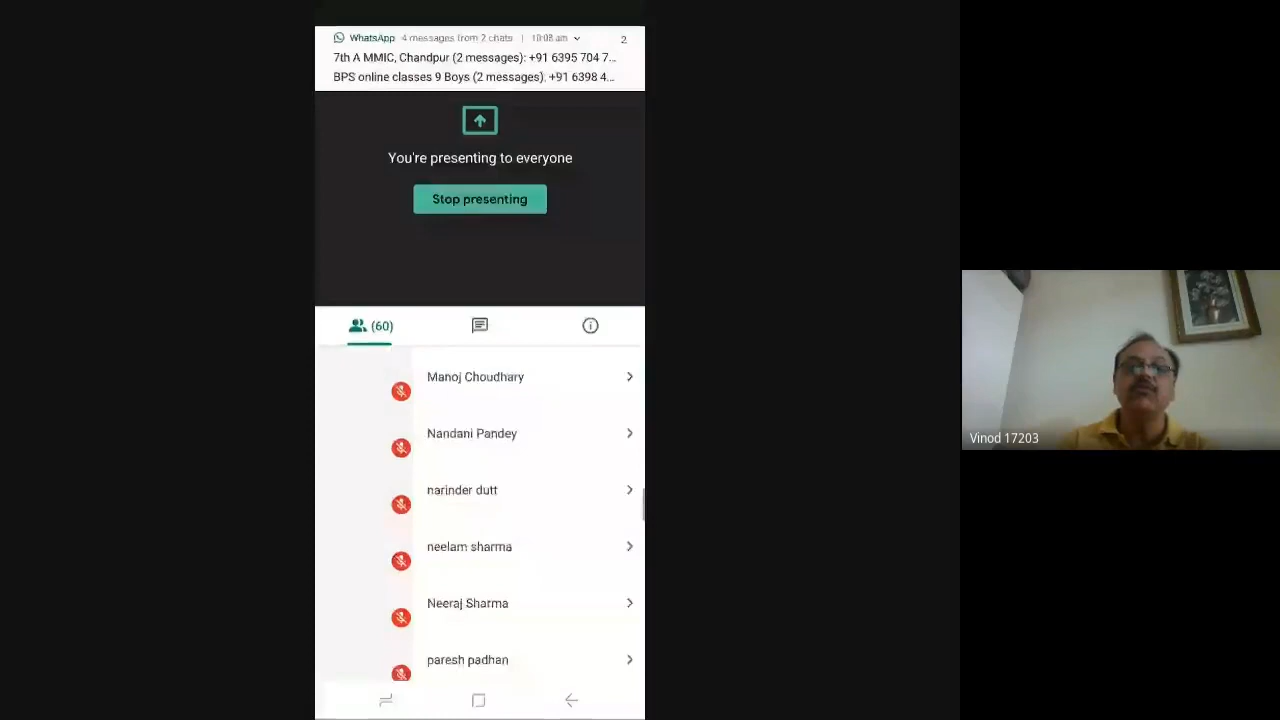 WhatsApp 4 messages from 2 chats | 10:08 am 2
7th A MMIC, Chandpur (2 messages): +91 6395 704 7...
BPS online classes 9 Boys (2 messages): +91 6398 4...
You're presenting to everyone
Stop presenting
(60)
Manoj Choudhary
Nandani Pandey
narinder dutt
neelam sharma
Neeraj Sharma
paresh padhan
Vinod 17203